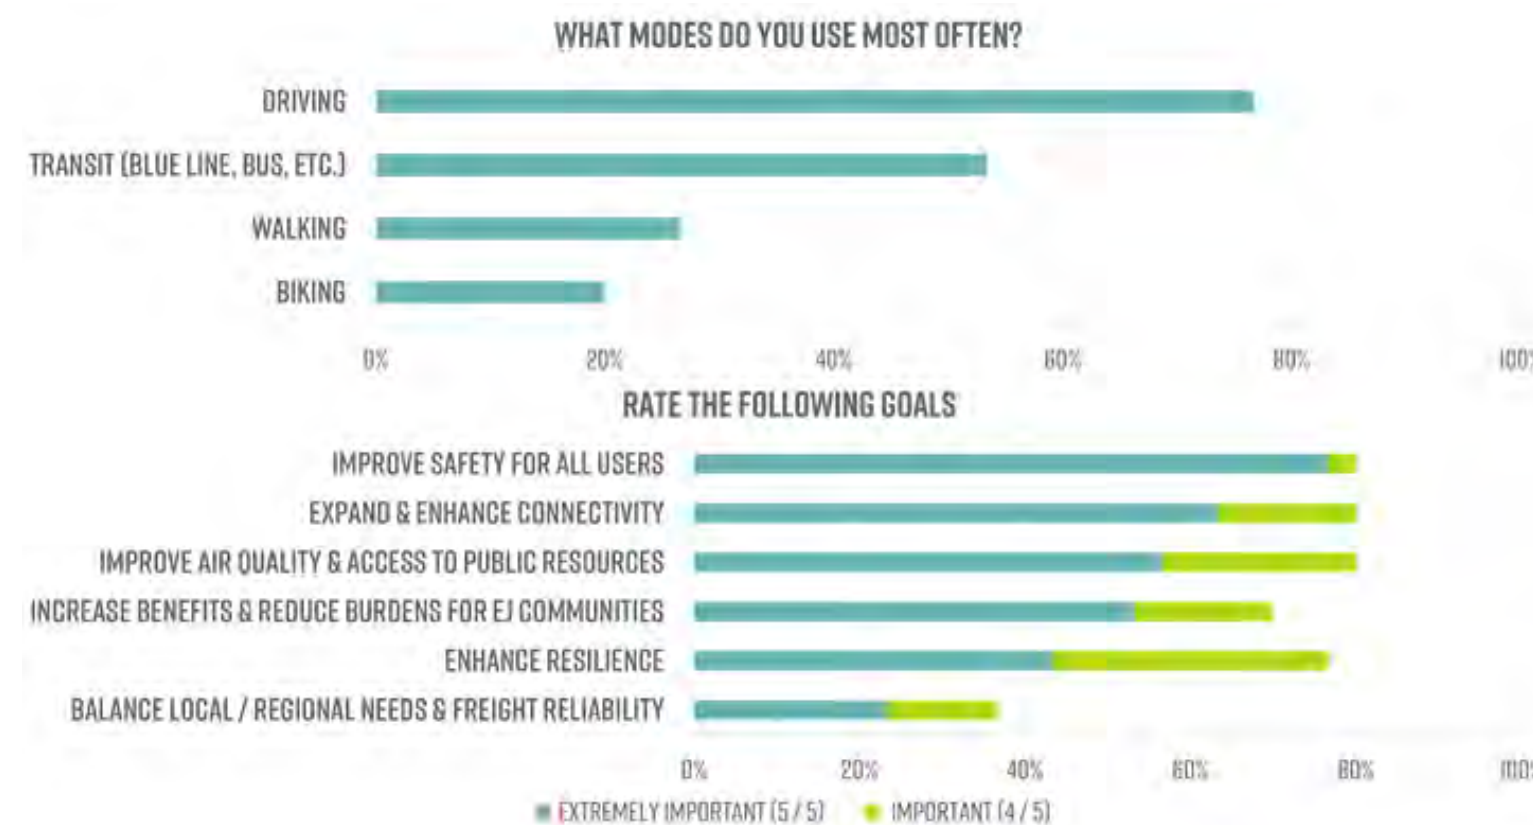 WHAT MODES DO YOU USE MOST OFTEN?
DRIVING
TRANSIT (BLUE LINE, BUS, ETC.)
WALKING
BIKING
0% 20% 40% 60% 80% 100%
RATE THE FOLLOWING GOALS
IMPROVE SAFETY FOR ALL USERS
EXPAND & ENHANCE CONNECTIVITY
IMPROVE AIR QUALITY & ACCESS TO PUBLIC RESOURCES
INCREASE BENEFITS & REDUCE BURDENS FOR EJ COMMUNITIES
ENHANCE RESILIENCE
BALANCE LOCAL / REGIONAL NEEDS & FREIGHT RELIABILITY
0% 20% 40% 60% 80% 100%
EXTREMELY IMPORTANT (5 / 5) IMPORTANT (4 / 5)